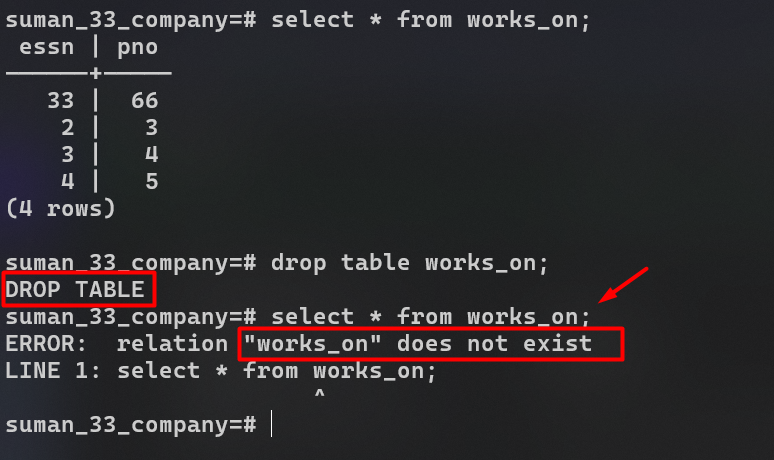 suman_33_company=# select * from works_on;
 essn | pno
------+-----
   33 |  66
    2 |   3
    3 |   4
    4 |   5
(4 rows)
suman_33_company=# drop table works_on;
DROP TABLE
suman_33_company=# select * from works_on;
ERROR:  relation "works_on" does not exist
LINE 1: select * from works_on;
                      ^
suman_33_company=#